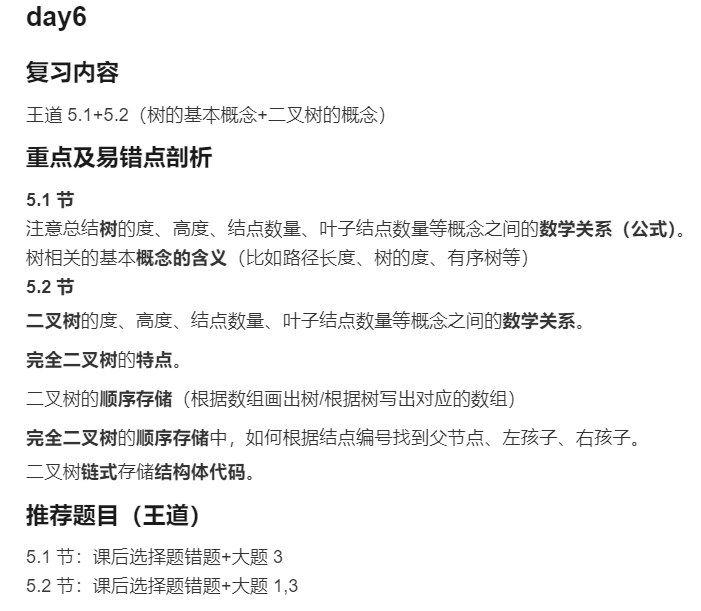 day6
复习内容
王道 5.1+5.2（树的基本概念+二叉树的概念）
重点及易错点剖析
5.1 节
注意总结树的度、高度、结点数量、叶子结点数量等概念之间的数学关系（公式）。
树相关的基本概念的含义（比如路径长度、树的度、有序树等）
5.2 节
二叉树的度、高度、结点数量、叶子结点数量等概念之间的数学关系。
完全二叉树的特点。
二叉树的顺序存储（根据数组画出树/根据树写出对应的数组）
完全二叉树的顺序存储中，如何根据结点编号找到父节点、左孩子、右孩子。
二叉树链式存储结构体代码。
推荐题目（王道）
5.1 节：课后选择题错题+大题 3
5.2 节：课后选择题错题+大题 1,3